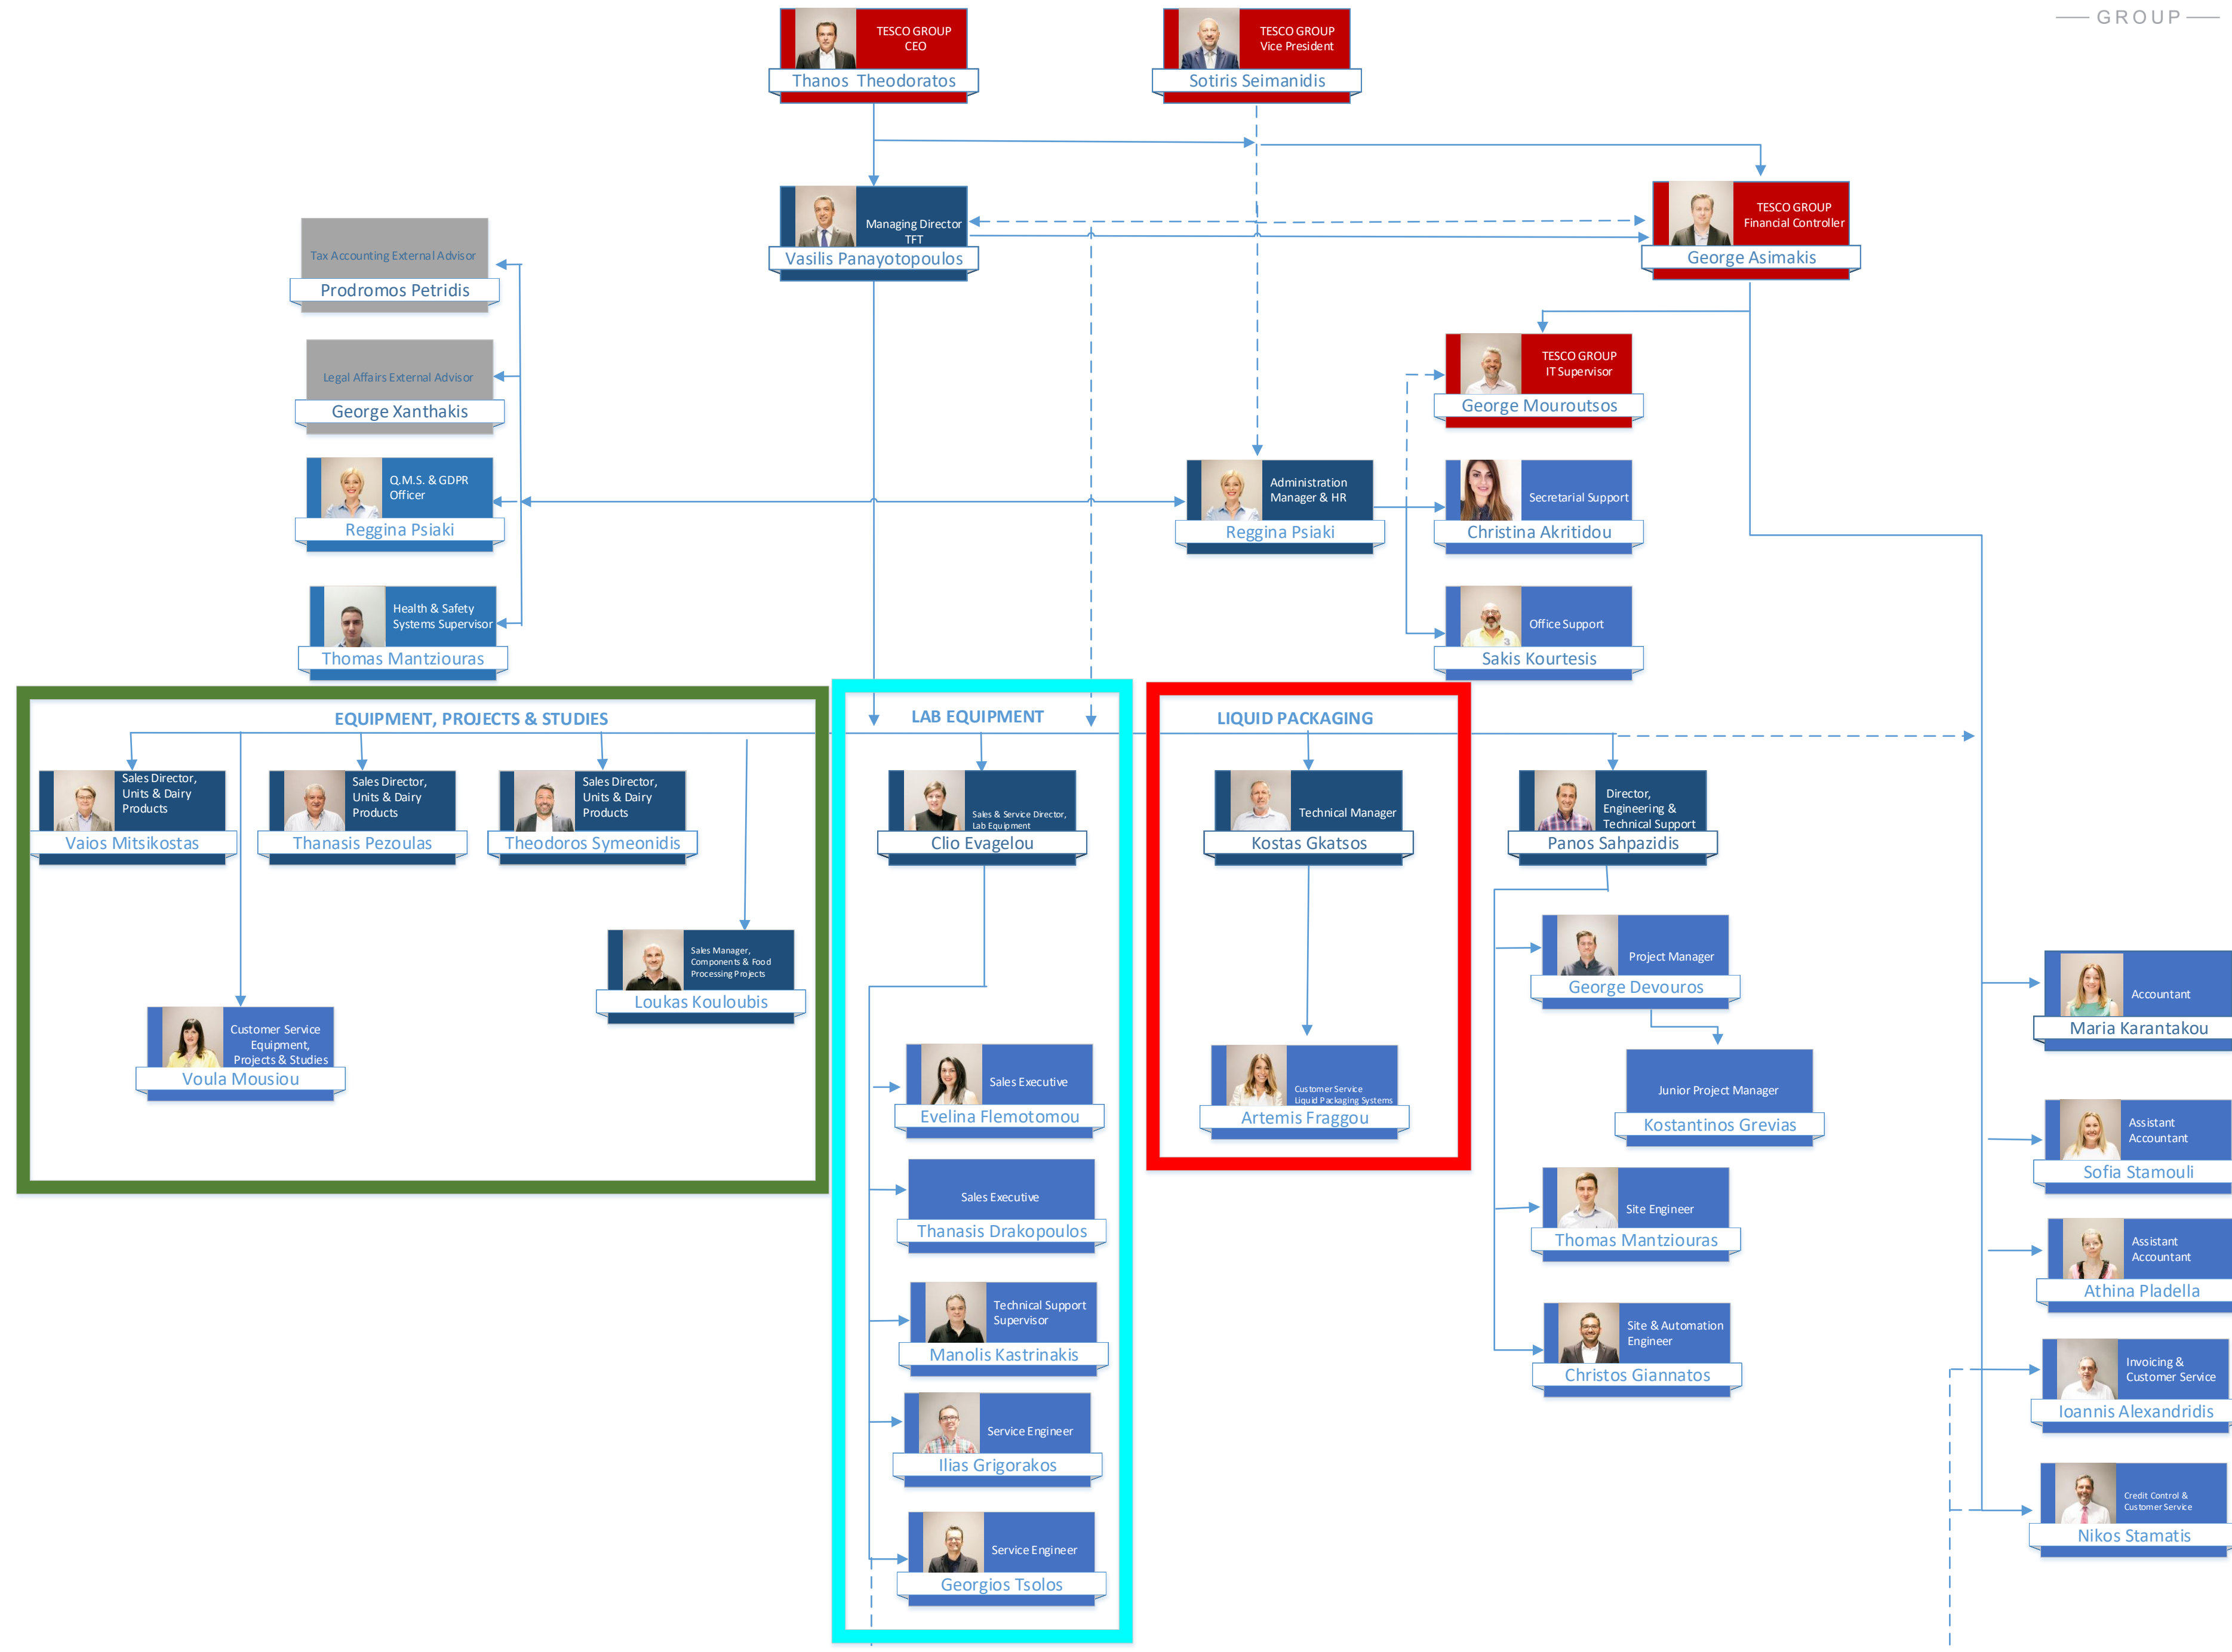 GROUP
TESCO GROUP
CEO
Thanos Theodoratos
TESCO GROUP
Vice President
Sotiris Seimanidis
Managing Director
TFT
Vasilis Panayotopoulos
TESCO GROUP
Financial Controller
George Asimakis
Tax Accounting External Advisor
Prodromos Petridis
Legal Affairs External Advisor
George Xanthakis
TESCO GROUP
IT Supervisor
George Mouroutsos
Q.M.S. & GDPR
Officer
Reggina Psiaki
Administration
Manager & HR
Reggina Psiaki
Secretarial Support
Christina Akritidou
Health & Safety
Systems Supervisor
Thomas Mantziouras
Office Support
Sakis Kourtesis
EQUIPMENT, PROJECTS & STUDIES
LAB EQUIPMENT
LIQUID PACKAGING
Sales Director,
Units & Dairy
Products
Vaios Mitsikostas
Sales Director,
Units & Dairy
Products
Thanasis Pezoulas
Sales Director,
Units & Dairy
Products
Theodoros Symeonidis
Sales & Service Director,
Lab Equipment
Clio Evagelou
Technical Manager
Kostas Gkatsos
Director,
Engineering &
Technical Support
Panos Sahpazidis
Sales Manager,
Components & Food
Processing Projects
Loukas Kouloubis
Project Manager
George Devouros
Accountant
Maria Karantakou
Customer Service
Equipment,
Projects & Studies
Voula Mousiou
Sales Executive
Evelina Flemotomou
Customer Service
Liquid Packaging Systems
Artemis Fraggou
Junior Project Manager
Kostantinos Grevias
Assistant
Accountant
Sofia Stamouli
Sales Executive
Thanasis Drakopoulos
Site Engineer
Thomas Mantziouras
Assistant
Accountant
Athina Pladella
Technical Support
Supervisor
Manolis Kastrinakis
Site & Automation
Engineer
Christos Giannatos
Invoicing &
Customer Service
Ioannis Alexandridis
Service Engineer
Ilias Grigorakos
Credit Control &
Customer Service
Nikos Stamatis
Service Engineer
Georgios Tsolos